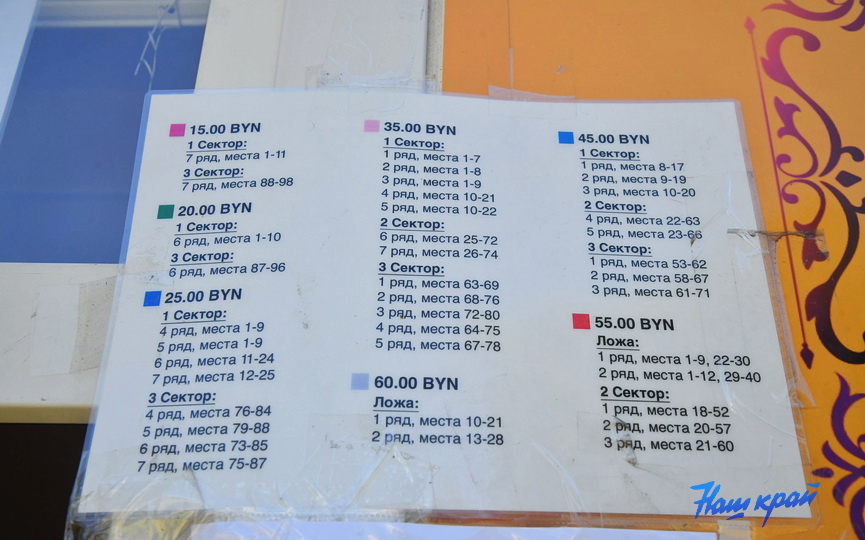 15.00 BYN
1 Сектор:
7 ряд, места 1-11
3 Сектор:
7 ряд, места 88-98
20.00 BYN
1 Сектор:
6 ряд, места 1-10
3 Сектор:
6 ряд, места 87-96
25.00 BYN
1 Сектор:
4 ряд, места 1-9
5 ряд, места 1-9
6 ряд, места 11-24
7 ряд, места 12-25
3 Сектор:
4 ряд, места 76-84
5 ряд, места 79-88
6 ряд, места 73-85
7 ряд, места 75-87
35.00 BYN
1 Сектор:
1 ряд, места 1-7
2 ряд, места 1-8
3 ряд, места 1-9
4 ряд, места 10-21
5 ряд, места 10-22
2 Сектор:
6 ряд, места 25-72
7 ряд, места 26-74
3 Сектор:
1 ряд, места 63-69
2 ряд, места 68-76
3 ряд, места 72-80
4 ряд, места 64-75
5 ряд, места 67-78
60.00 BYN
Ложа:
1 ряд, места 10-21
2 ряд, места 13-28
45.00 BYN
1 Сектор:
1 ряд, места 8-17
2 ряд, места 9-19
3 ряд, места 10-20
2 Сектор:
4 ряд, места 22-63
5 ряд, места 23-66
3 Сектор:
1 ряд, места 53-62
2 ряд, места 58-67
3 ряд, места 61-71
55.00 BYN
Ложа:
1 ряд, места 1-9, 22-30
2 ряд, места 1-12, 29-40
2 Сектор:
1 ряд, места 18-52
2 ряд, места 20-57
3 ряд, места 21-60
Наш край